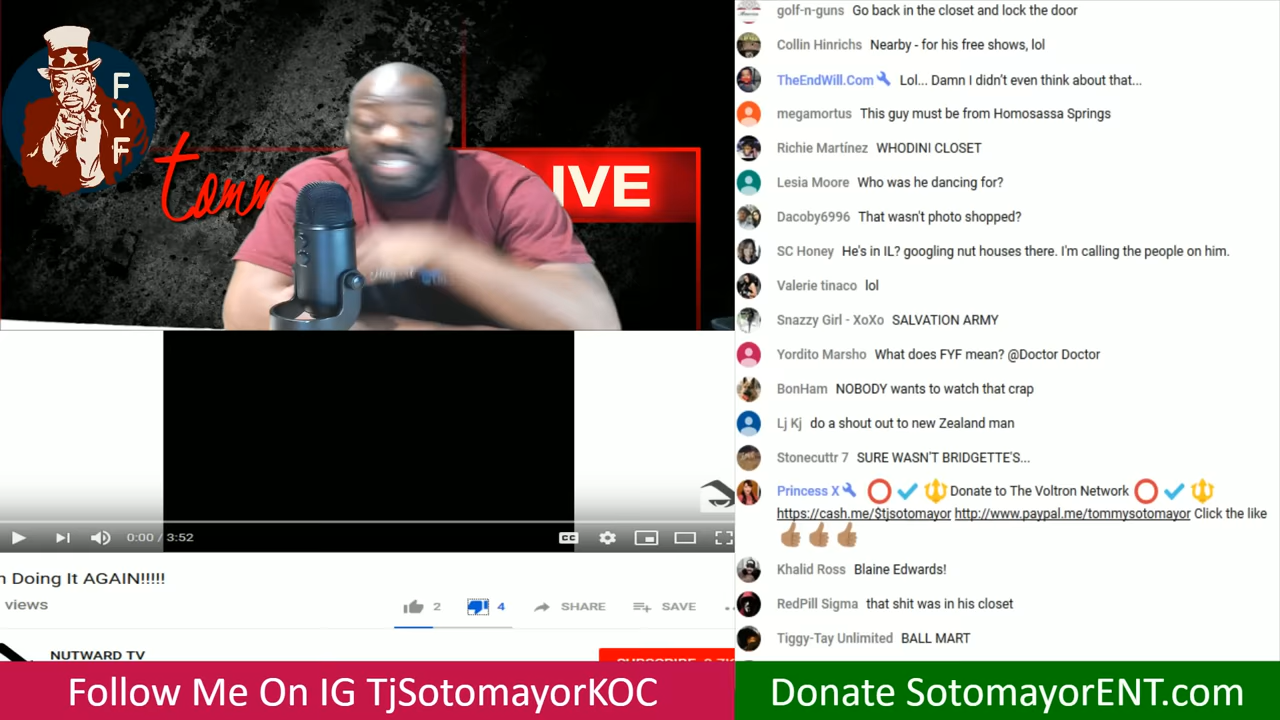 F
Y
F
tomm
IVE
0:00 / 3:52
CC
n Doing It AGAIN!!!!!
views
2
4
SHARE
SAVE
NUTWARD TV
Follow Me On IG TjSotomayorKOC
golf-n-guns Go back in the closet and lock the door
Collin Hinrichs Nearby - for his free shows, lol
TheEndWill.Com Lol... Damn I didn't even think about that...
megamortus This guy must be from Homosassa Springs
Richie Martínez WHODINI CLOSET
Lesia Moore Who was he dancing for?
Dacoby6996 That wasn't photo shopped?
SC Honey He's in IL? googling nut houses there. I'm calling the people on him.
Valerie tinaco lol
Snazzy Girl - XoXo SALVATION ARMY
Yordito Marsho What does FYF mean? @Doctor Doctor
BonHam NOBODY wants to watch that crap
Lj Kj do a shout out to new Zealand man
Stonecuttr 7 SURE WASN'T BRIDGETTE'S...
Princess X Donate to The Voltron Network
https://cash.me/$tjsotomayor http://www.paypal.me/tommysotomayor Click the like
Khalid Ross Blaine Edwards!
RedPill Sigma that shit was in his closet
Tiggy-Tay Unlimited BALL MART
Donate SotomayorENT.com